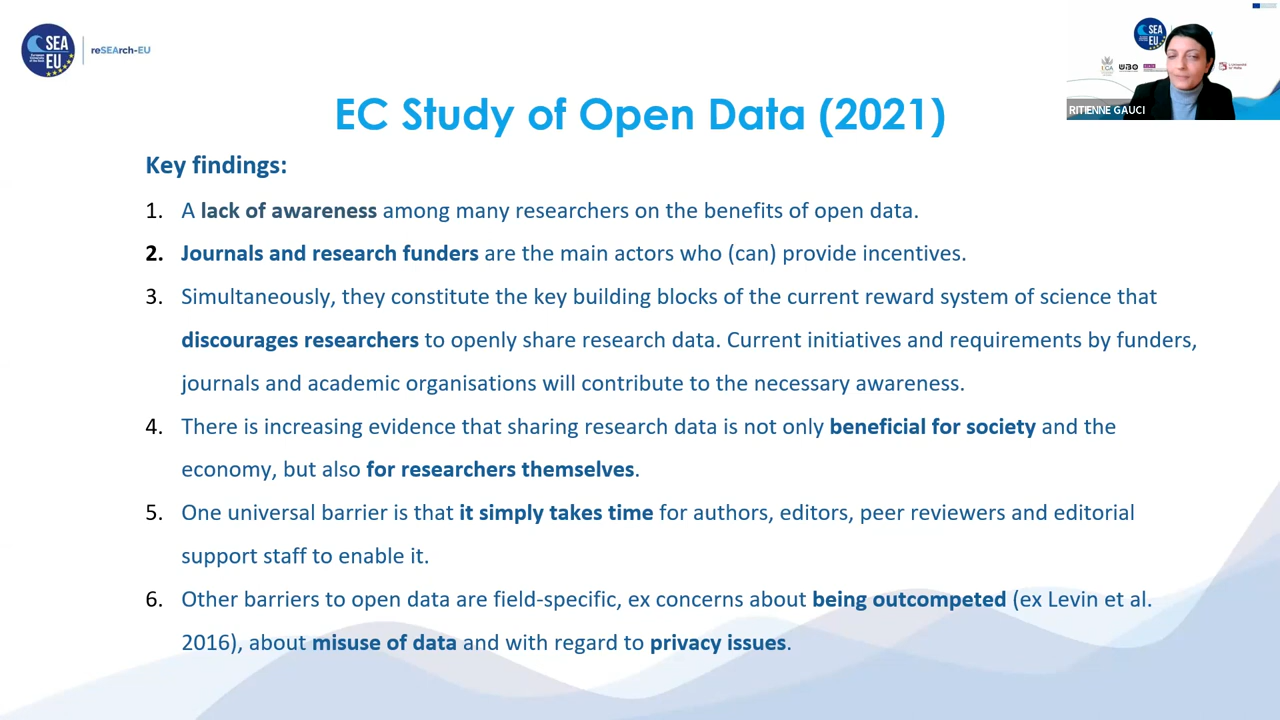 SEA
EU
reSEArch-EU
SEA
EU
UBO
RITIENNE GAUCI
EC Study of Open Data (2021)
Key findings:
1. A lack of awareness among many researchers on the benefits of open data.
2. Journals and research funders are the main actors who (can) provide incentives.
3. Simultaneously, they constitute the key building blocks of the current reward system of science that
discourages researchers to openly share research data. Current initiatives and requirements by funders,
journals and academic organisations will contribute to the necessary awareness.
4. There is increasing evidence that sharing research data is not only beneficial for society and the
economy, but also for researchers themselves.
5. One universal barrier is that it simply takes time for authors, editors, peer reviewers and editorial
support staff to enable it.
6. Other barriers to open data are field-specific, ex concerns about being outcompeted (ex Levin et al.
2016), about misuse of data and with regard to privacy issues.